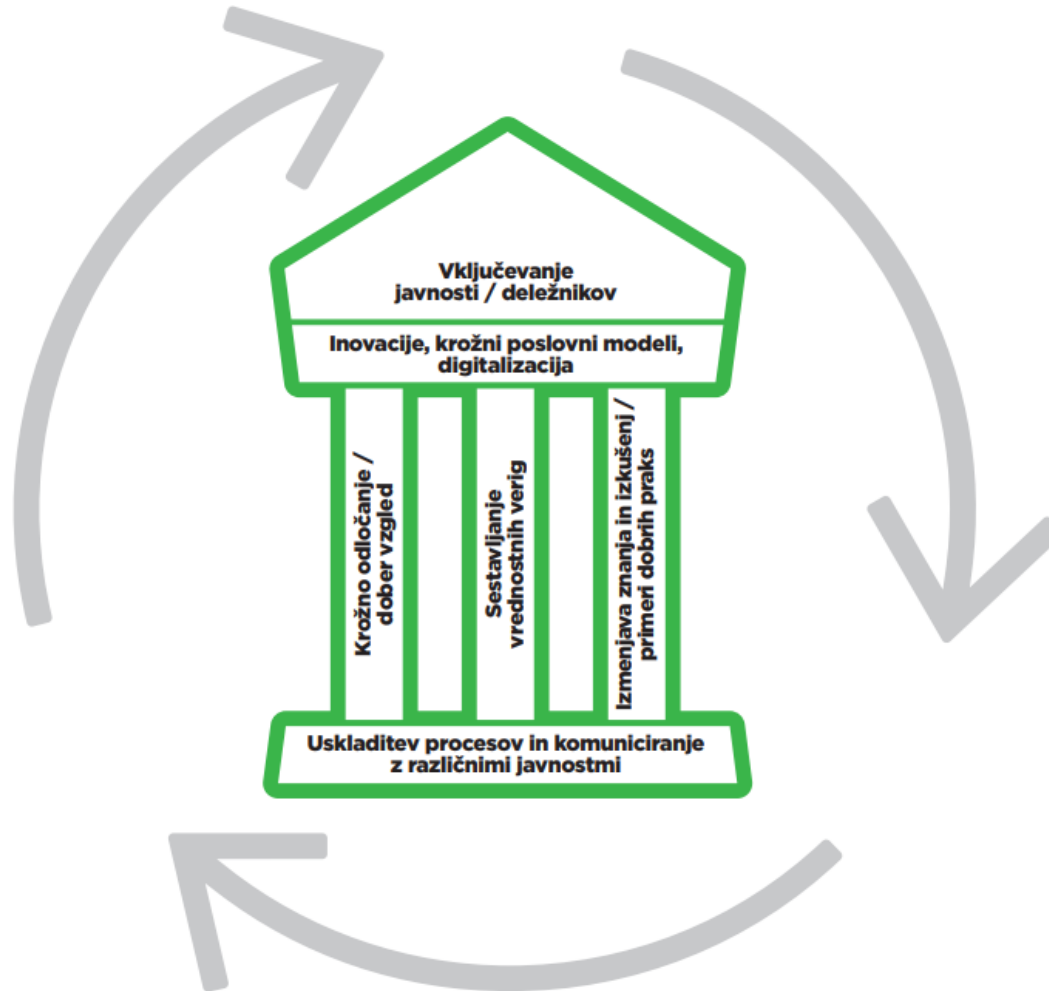 Vključevanje
javnosti / deležnikov
Inovacije, krožni poslovni modeli,
digitalizacija
Krožno odločanje /
dober vzgled
Sestavljanje
vrednostnih verig
Izmenjava znanja in izkušenj /
primeri dobrih praks
Uskladitev procesov in komuniciranje
z različnimi javnostmi